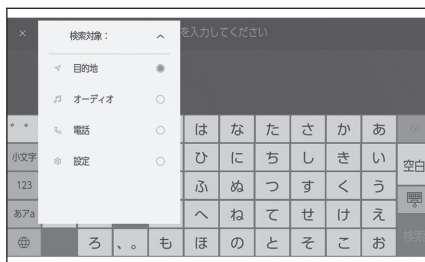 を入力してください
検索対象：
目的地
オーディオ
電話
設定
は な た さ か あ
小文字 ひ に ち し き い 空白
123 ふ ぬ つ す く う
あアa へ ね て せ け え
ろ 、。 も ほ の と そ こ お 検索